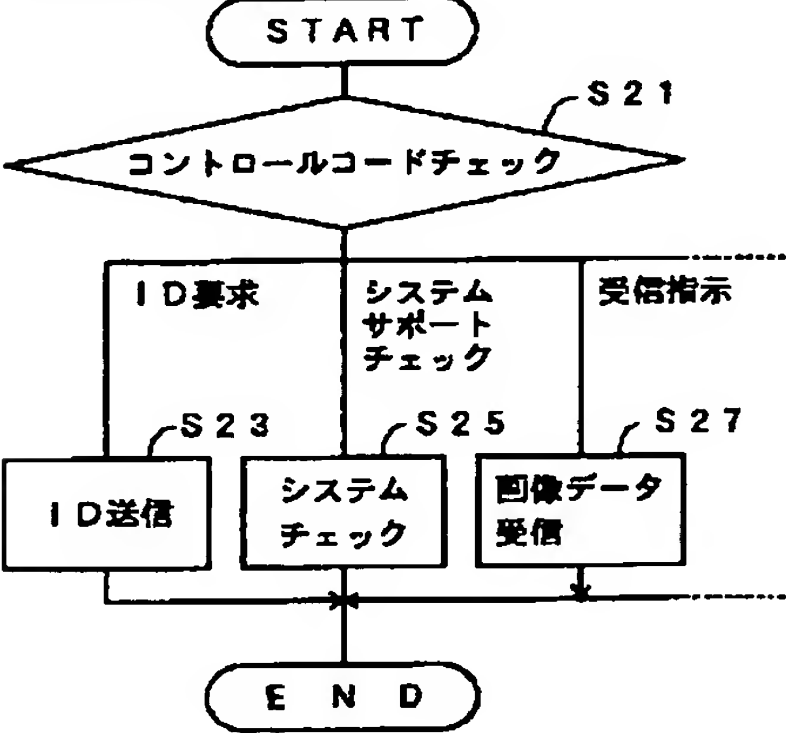 START
S21
コントロールコードチェック
ID要求
システム
サポート
チェック
受信指示
S23
S25
S27
ID送信
システム
チェック
画像データ
受信
END